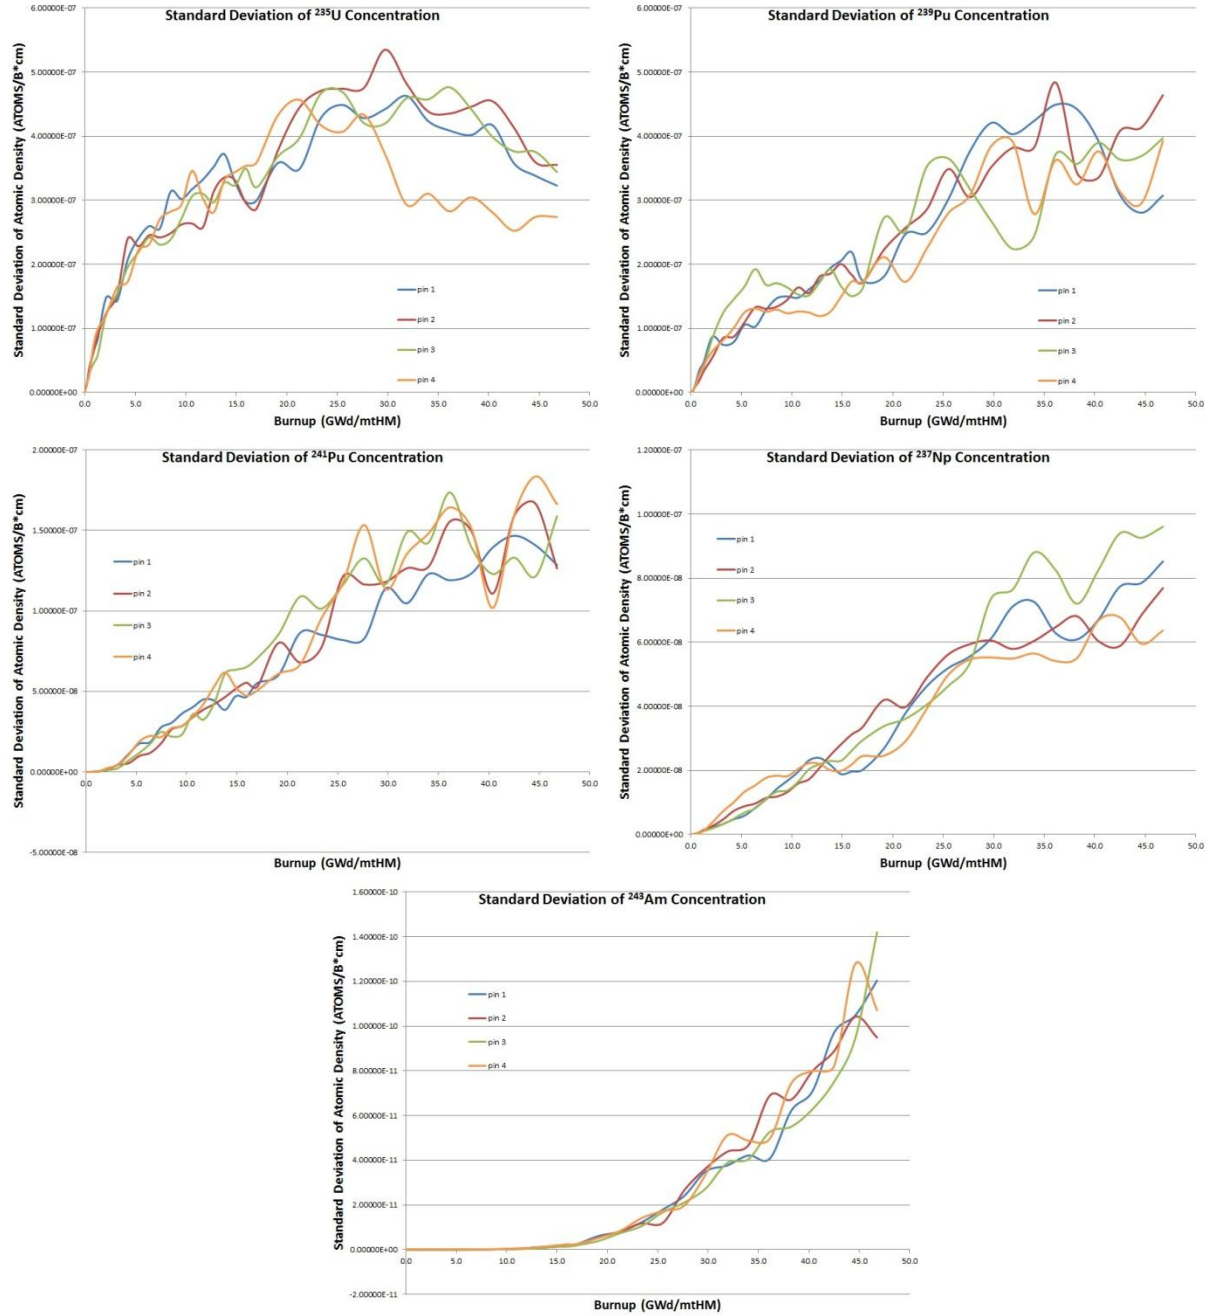 Standard Deviation of ²³⁵U Concentration
Standard Deviation of Atomic Density (ATOMS/B*cm)
6.00000E-07
5.00000E-07
4.00000E-07
3.00000E-07
2.00000E-07
1.00000E-07
0.00000E+00
pin 1
pin 2
pin 3
pin 4
0.0 5.0 10.0 15.0 20.0 25.0 30.0 35.0 40.0 45.0 50.0
Burnup (GWd/mtHM)
Standard Deviation of ²³⁹Pu Concentration
Standard Deviation of Atomic Density (ATOMS/B*cm)
6.00000E-07
5.00000E-07
4.00000E-07
3.00000E-07
2.00000E-07
1.00000E-07
0.00000E+00
pin 1
pin 2
pin 3
pin 4
0.0 5.0 10.0 15.0 20.0 25.0 30.0 35.0 40.0 45.0 50.0
Burnup (GWd/mtHM)
Standard Deviation of ²⁴¹Pu Concentration
Standard Deviation of Atomic Density (ATOMS/B*cm)
2.00000E-07
1.50000E-07
1.00000E-07
5.00000E-08
0.00000E+00
-5.00000E-08
pin 1
pin 2
pin 3
pin 4
0.0 5.0 10.0 15.0 20.0 25.0 30.0 35.0 40.0 45.0 50.0
Burnup (GWd/mtHM)
Standard Deviation of ²³⁷Np Concentration
Standard Deviation of Atomic Density (ATOMS/B*cm)
1.20000E-07
1.00000E-07
8.00000E-08
6.00000E-08
4.00000E-08
2.00000E-08
0.00000E+00
pin 1
pin 2
pin 3
pin 4
0.0 5.0 10.0 15.0 20.0 25.0 30.0 35.0 40.0 45.0 50.0
Burnup (GWd/mtHM)
Standard Deviation of ²⁴³Am Concentration
Standard Deviation of Atomic Density (ATOMS/B*cm)
1.60000E-10
1.40000E-10
1.20000E-10
1.00000E-10
8.00000E-11
6.00000E-11
4.00000E-11
2.00000E-11
0.00000E+00
-2.00000E-11
pin 1
pin 2
pin 3
pin 4
0.0 5.0 10.0 15.0 20.0 25.0 30.0 35.0 40.0 45.0 50.0
Burnup (GWd/mtHM)